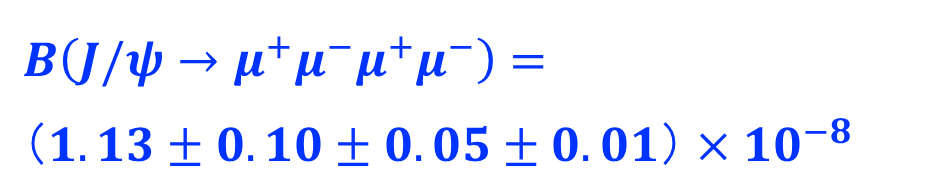 B(J/ψ → μ⁺μ⁻μ⁺μ⁻) =
(1.13 ± 0.10 ± 0.05 ± 0.01) × 10⁻⁸